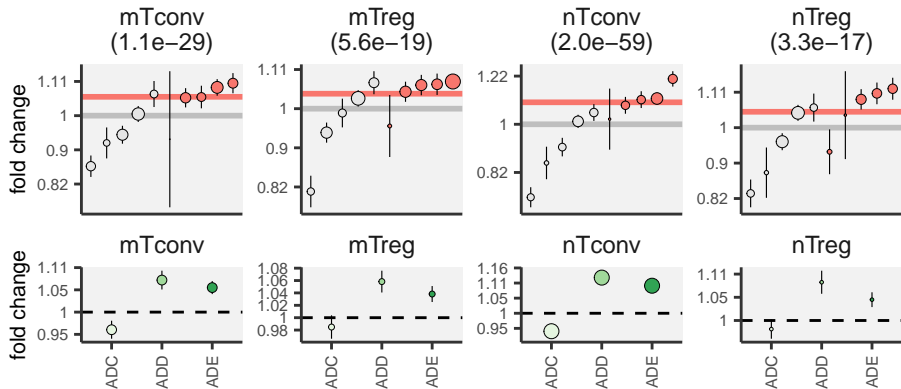 mTconv
(1.1e−29)
mTreg
(5.6e−19)
nTconv
(2.0e−59)
nTreg
(3.3e−17)
fold change
1.11
1
0.9
0.82
1.11
1
0.9
0.82
1.22
1
0.82
1.11
1
0.9
0.82
mTconv
mTreg
nTconv
nTreg
fold change
1.11
1.05
1
0.95
1.08
1.06
1.04
1.02
1.00
0.98
1.16
1.11
1.05
1
0.95
1.11
1.05
1
ADC
ADD
ADE
ADC
ADD
ADE
ADC
ADD
ADE
ADC
ADD
ADE